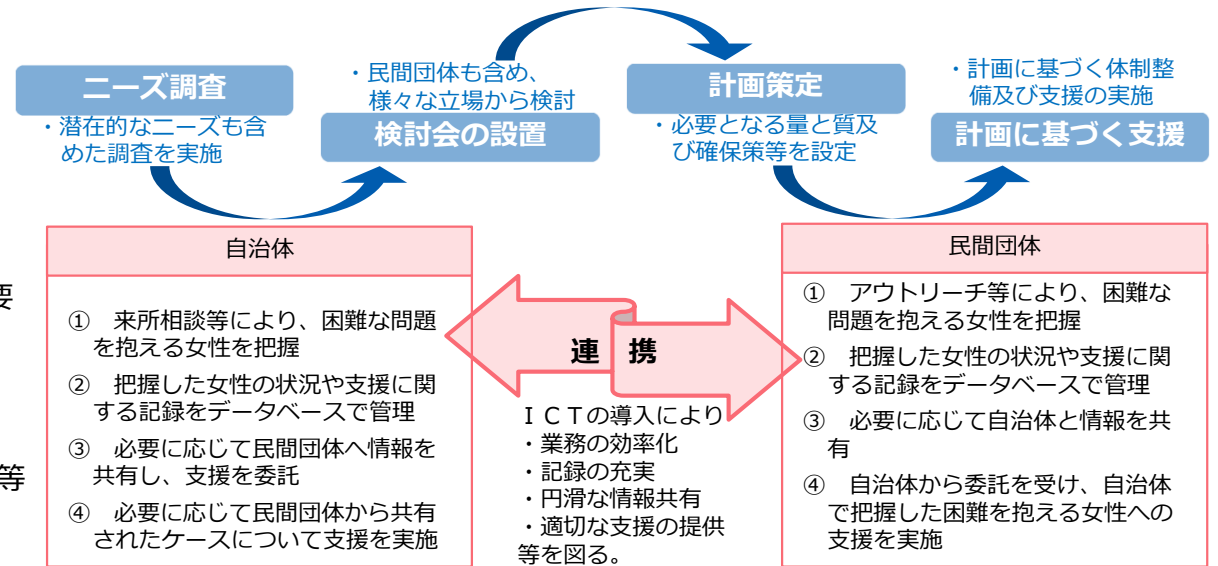 ニーズ調査
・潜在的なニーズも含
めた調査を実施
・民間団体も含め、
様々な立場から検討
検討会の設置
計画策定
・必要となる量と質及
び確保策等を設定
・計画に基づく体制整
備及び支援の実施
計画に基づく支援
要
等
自治体
① 来所相談等により、困難な問題
を抱える女性を把握
② 把握した女性の状況や支援に関
する記録をデータベースで管理
③ 必要に応じて民間団体へ情報を
共有し、支援を委託
④ 必要に応じて民間団体から共有
されたケースについて支援を実施
連 携
ＩＣＴの導入により
・業務の効率化
・記録の充実
・円滑な情報共有
・適切な支援の提供
等を図る。
民間団体
① アウトリーチ等により、困難な
問題を抱える女性を把握
② 把握した女性の状況や支援に関
する記録をデータベースで管理
③ 必要に応じて自治体と情報を共
有
④ 自治体から委託を受け、自治体
で把握した困難を抱える女性への
支援を実施